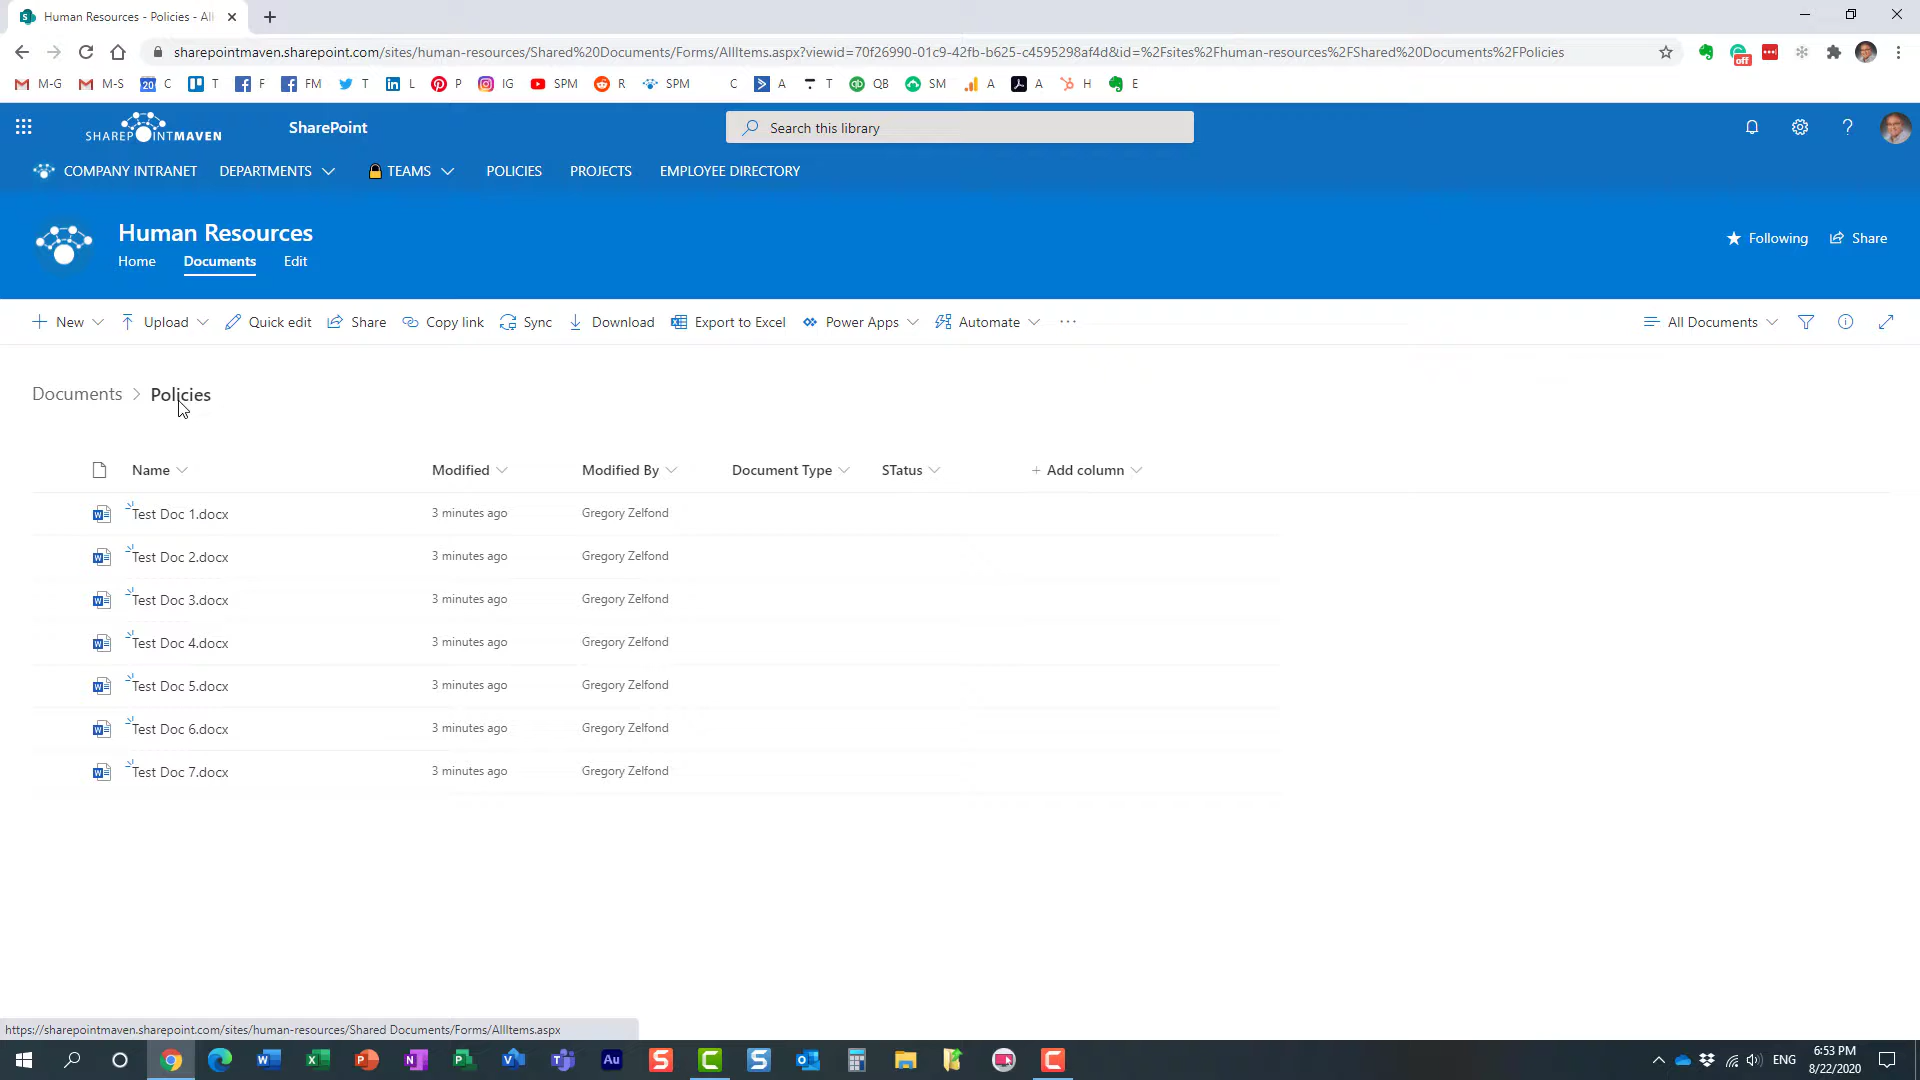 Human Resources - Policies - All
sharepointmaven.sharepoint.com/sites/human-resources/Shared%20Documents/Forms/AllItems.aspx?viewid=70f26990-01c9-42fb-b625-c4595298af4d&id=%2Fsites%2Fhuman-resources%2FShared%20Documents%2FPolicies
off
M-G M-S 20 C T F FM T L P IG SPM R SPM C A T QB SM A A H E
SHAREPOINTMAVEN SharePoint Search this library
COMPANY INTRANET DEPARTMENTS TEAMS POLICIES PROJECTS EMPLOYEE DIRECTORY
Human Resources
Home Documents Edit
Following Share
New Upload Quick edit Share Copy link Sync Download Export to Excel Power Apps Automate ··· All Documents
Documents > Policies
Name Modified Modified By Document Type STatus + Add column
Test Doc 1.docx 3 minutes ago Gregory Zelfond
Test Doc 2.docx 3 minutes ago Gregory Zelfond
Test Doc 3.docx 3 minutes ago Gregory Zelfond
Test Doc 4.docx 3 minutes ago Gregory Zelfond
Test Doc 5.docx 3 minutes ago Gregory Zelfond
Test Doc 6.docx 3 minutes ago Gregory Zelfond
Test Doc 7.docx 3 minutes ago Gregory Zelfond
https://sharepointmaven.sharepoint.com/sites/human-resources/Shared Documents/Forms/AllItems.aspx
Au
ENG
6:53 PM
8/22/2020